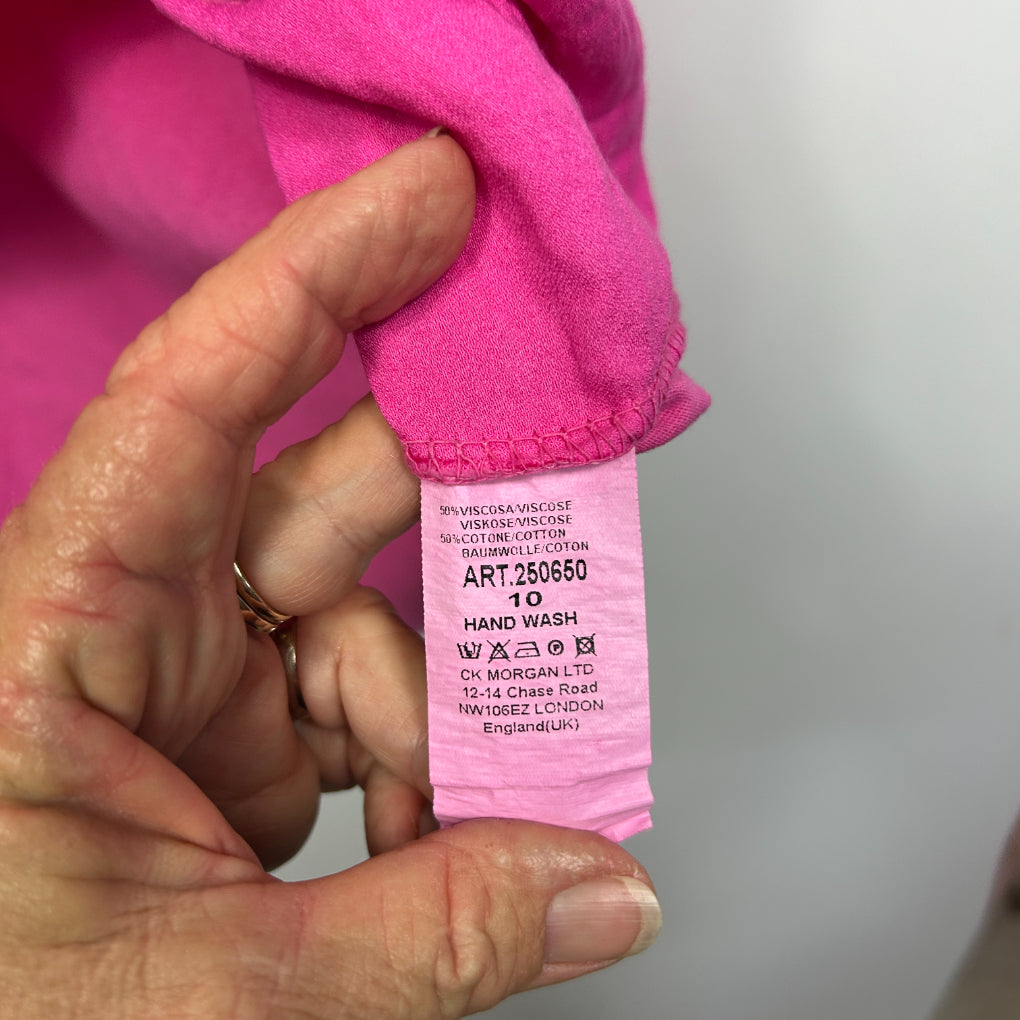 50%VISCOSA/VISCOSE
VISKOSE/VISCOSE
50%COTONE/COTTON
BAUMWOLLE/COTON
ART.250650
10
HAND WASH
P
CK MORGAN LTD
12-14 Chase Road
NW106EZ LONDON
England(UK)